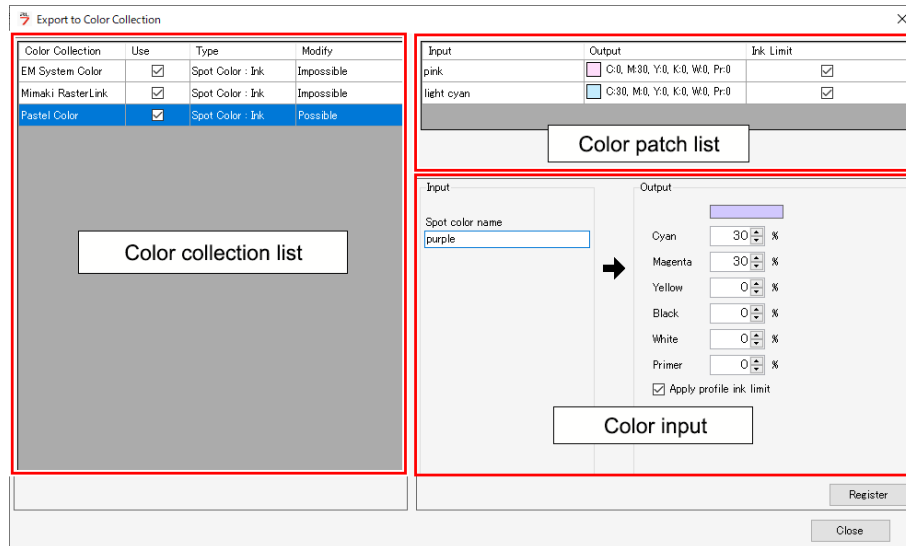 Export to Color Collection
Color Collection Use Type Modify
EM System Color Spot Color : Ink Impossible
Mimaki RasterLink Spot Color : Ink Impossible
Pastel Color Spot Color : Ink Possible
Color collection list
Input Output Ink Limit
pink C:0, M:30, Y:0, K:0, W:0, Pr:0
light cyan C:30, M:0, Y:0, K:0, W:0, Pr:0
Color patch list
Input
Spot color name
purple
Output
Cyan 30 %
Magenta 30 %
Yellow 0 %
Black 0 %
White 0 %
Primer 0 %
Apply profile ink limit
Color input
Register
Close